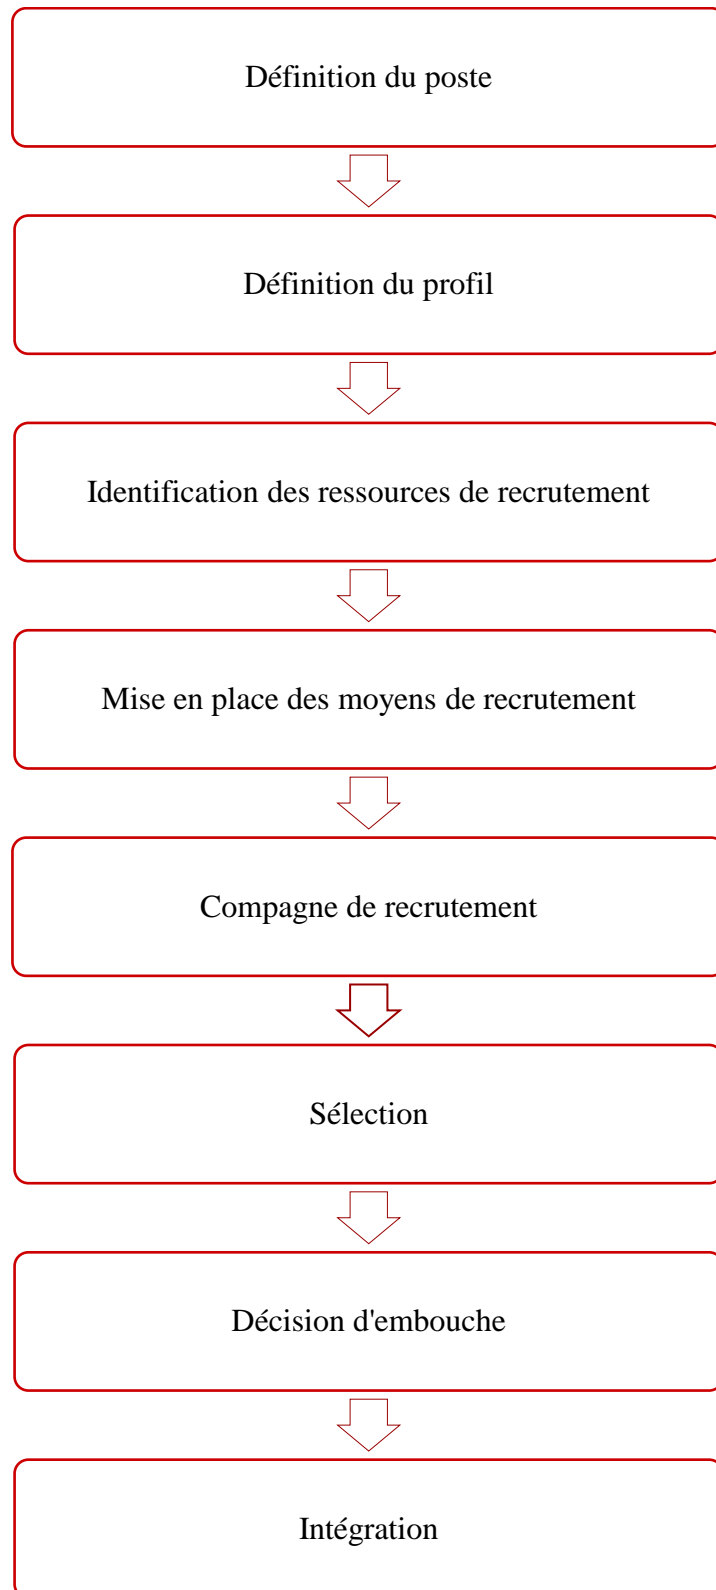 Définition du poste
Définition du profil
Identification des ressources de recrutement
Mise en place des moyens de recrutement
Compagne de recrutement
Sélection
Décision d'embouche
Intégration